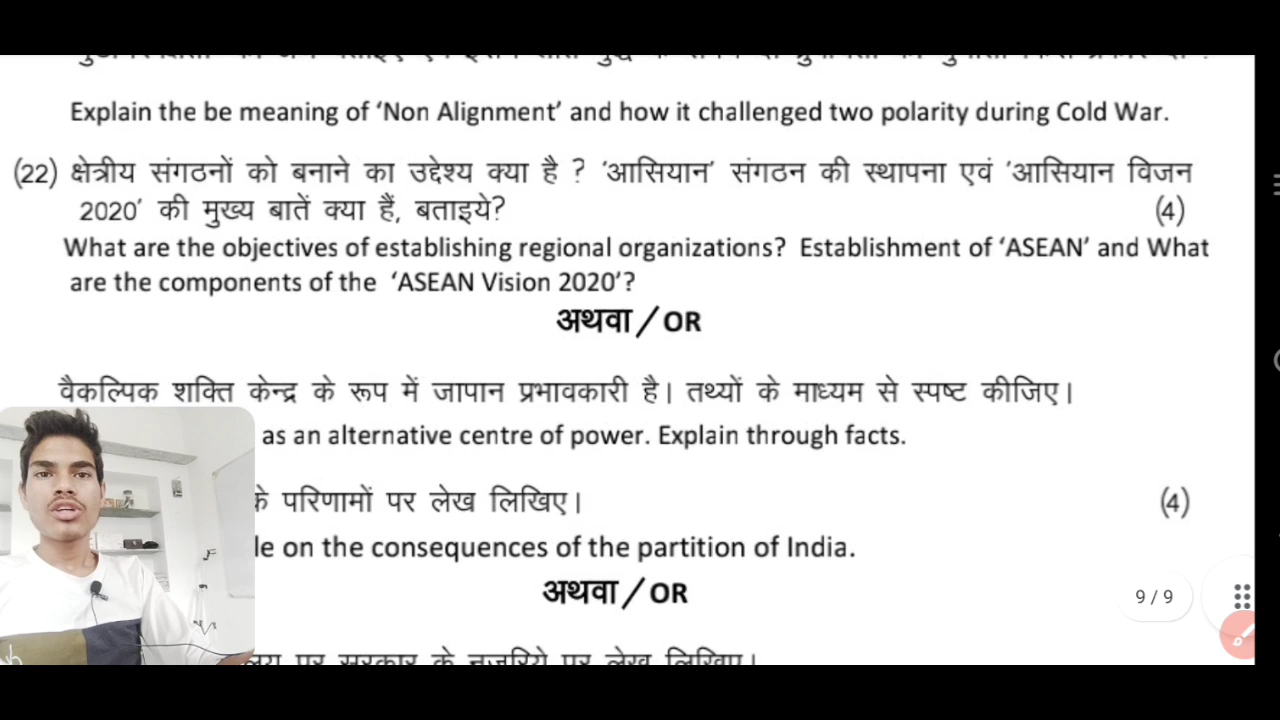 Explain the be meaning of ‘Non Alignment’ and how it challenged two polarity during Cold War.
(22) क्षेत्रीय संगठनों को बनाने का उद्देश्य क्या है ? 'आसियान' संगठन की स्थापना एवं 'आसियान विजन
2020' की मुख्य बातें क्या हैं, बताइये? (4)
What are the objectives of establishing regional organizations? Establishment of ‘ASEAN’ and What
are the components of the ‘ASEAN Vision 2020’?
अथवा / OR
वैकल्पिक शक्ति केन्द्र के रूप में जापान प्रभावकारी है। तथ्यों के माध्यम से स्पष्ट कीजिए।
as an alternative centre of power. Explain through facts.
के परिणामों पर लेख लिखिए। (4)
le on the consequences of the partition of India.
अथवा / OR
9 / 9
पर सरकार के नजरिये पर लेख लिखिए।